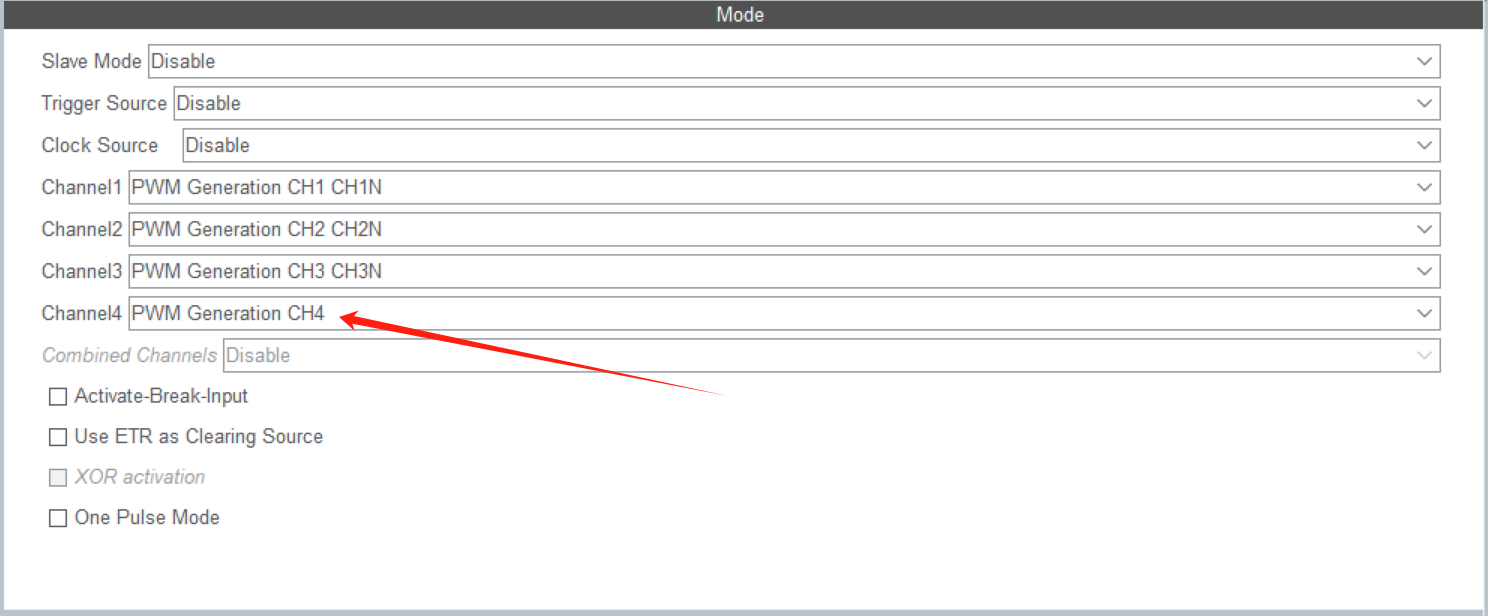 Mode
Slave Mode Disable
Trigger Source Disable
Clock Source Disable
Channel1 PWM Generation CH1 CH1N
Channel2 PWM Generation CH2 CH2N
Channel3 PWM Generation CH3 CH3N
Channel4 PWM Generation CH4
Combined Channels Disable
Activate-Break-Input
Use ETR as Clearing Source
XOR activation
One Pulse Mode